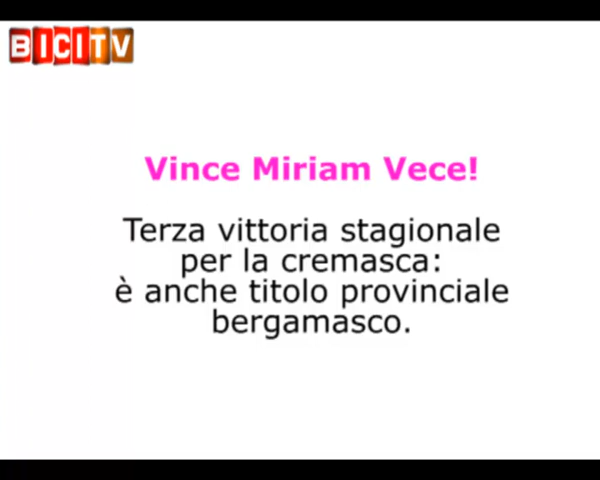 BICITV
Vince Miriam Vece!
Terza vittoria stagionale
per la cremasca:
è anche titolo provinciale
bergamasco.